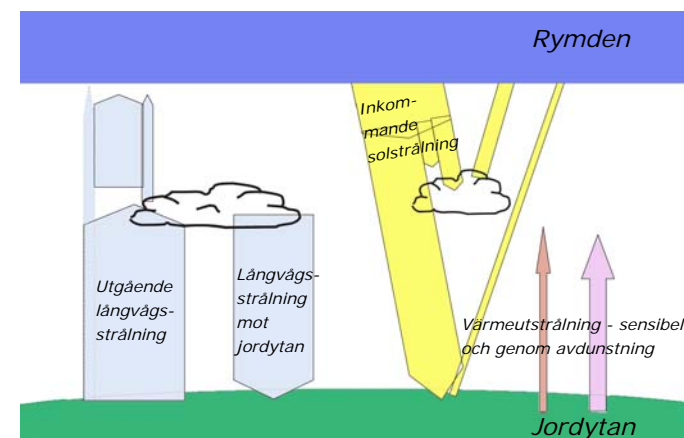 Rymden
Inkom-
mande
solstrålning
Utgående
långvågs-
strålning
Långvågs-
strålning
mot
jordytan
Värmeutstrålning - sensibel
och genom avdunstning
Jordytan